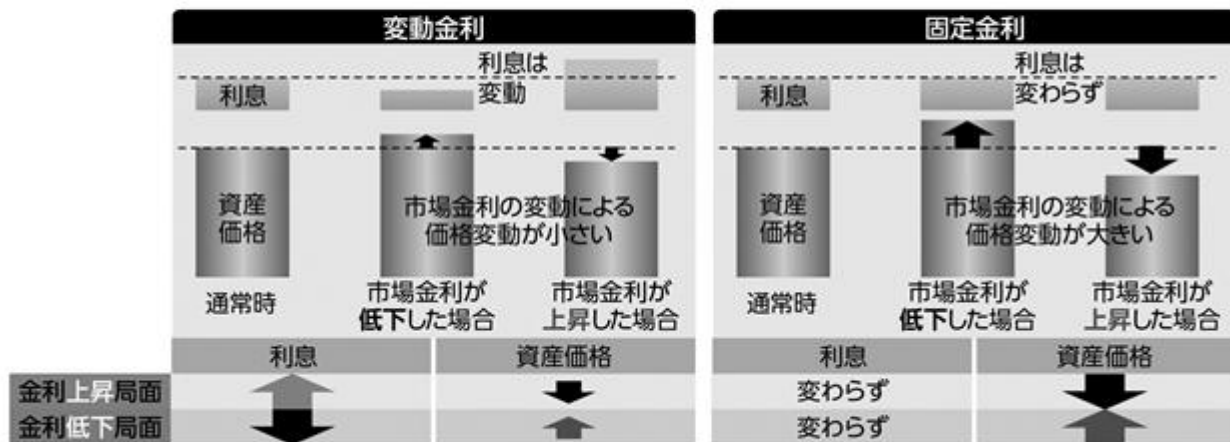 変動金利
利息
利息は
変動
資産
価格
市場金利の変動による
価格変動が小さい
通常時
市場金利が
低下した場合
市場金利が
上昇した場合
固定金利
利息
利息は
変わらず
資産
価格
市場金利の変動による
価格変動が大きい
通常時
市場金利が
低下した場合
市場金利が
上昇した場合
利息 資産価格 利息 資産価格
金利上昇局面 変わらず
金利低下局面 変わらず